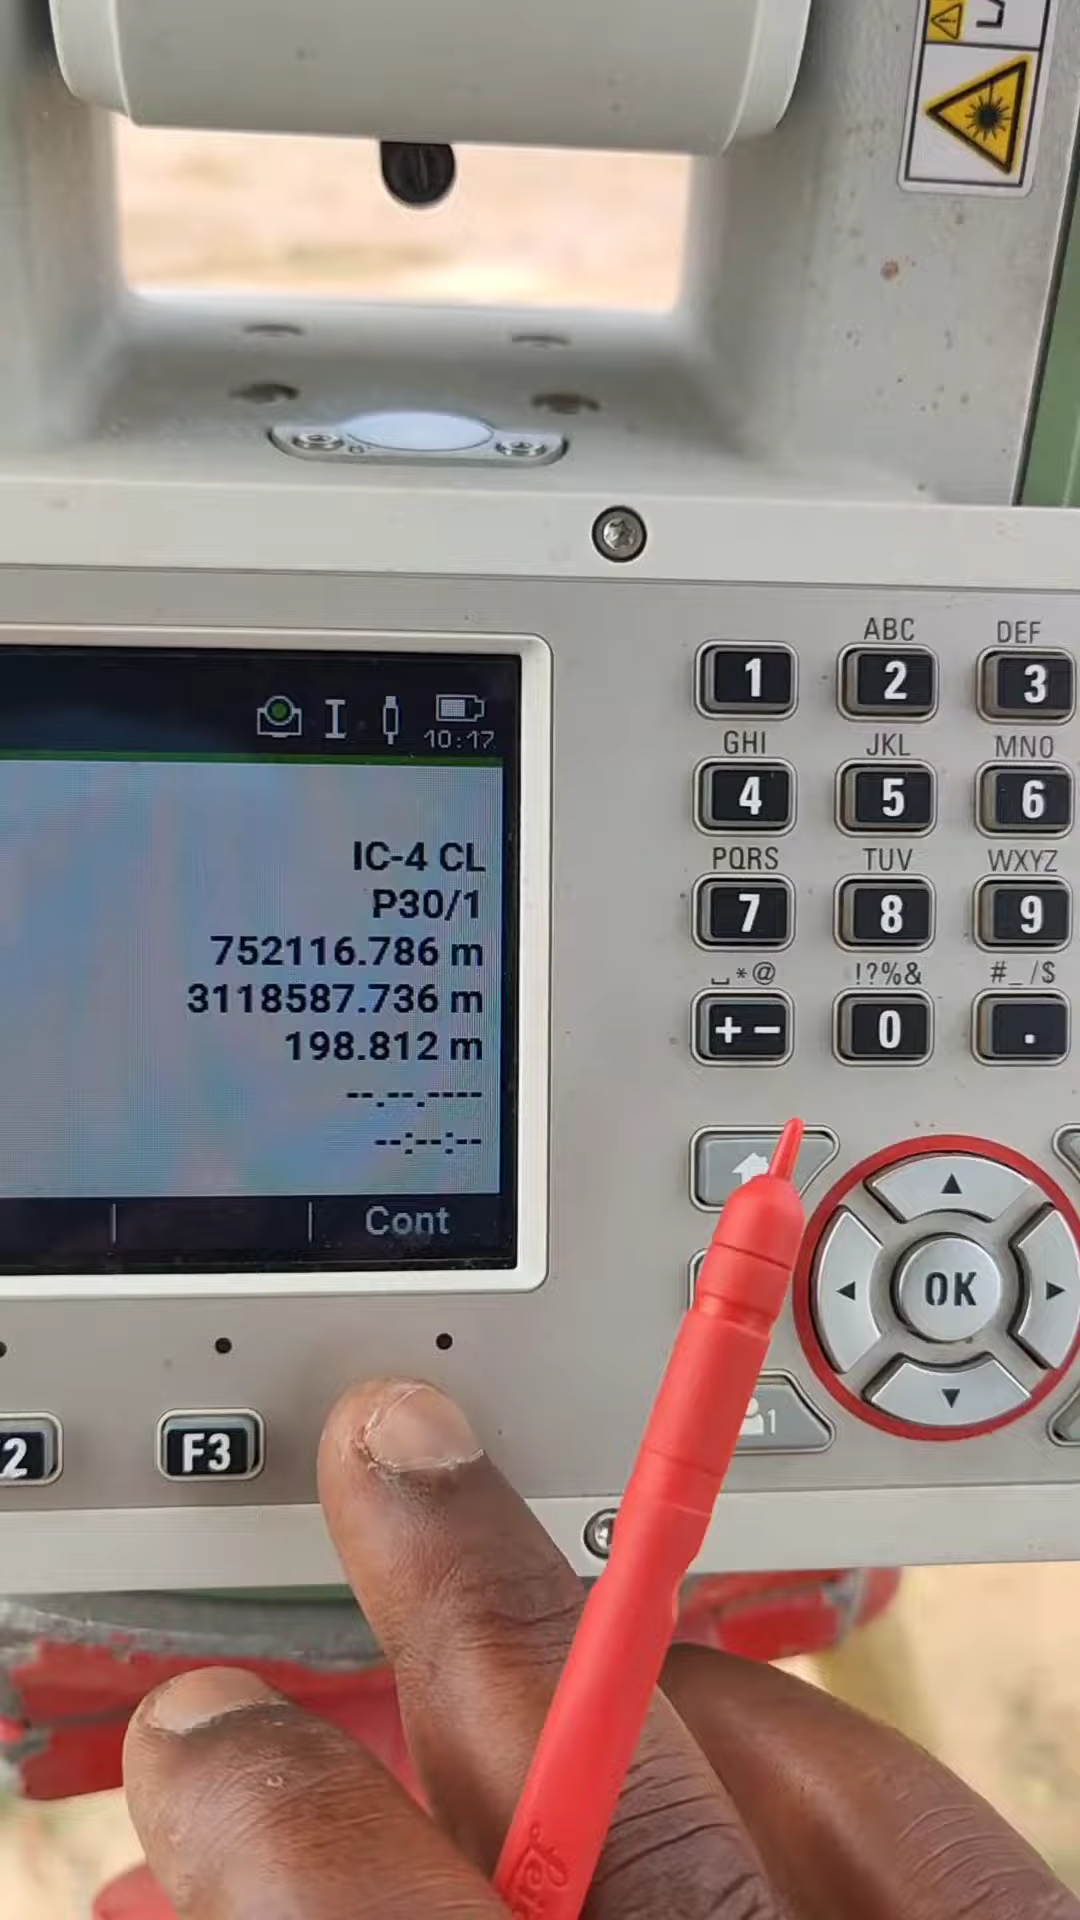 10:17
IC-4 CL
P30/1
752116.786 m
3118587.736 m
198.812 m
--.--.----
--:--:--
Cont
ABC DEF
1 2 3
GHI JKL MNO
4 5 6
PQRS TUV WXYZ
7 8 9
␣*@ !?%& #_/$
+ - 0 .
OK
1
2 F3